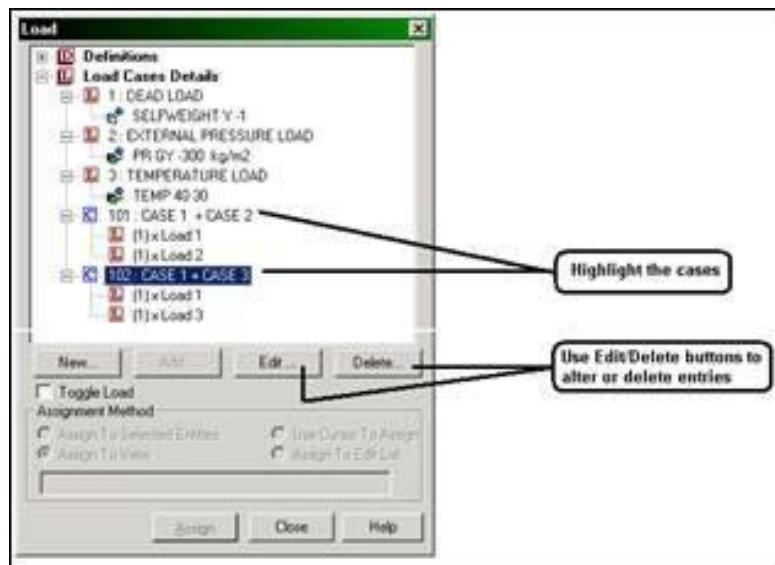 Load
Definitions
Load Cases Details
1 : DEAD LOAD
SELFWEIGHT Y -1
2 : EXTERNAL PRESSURE LOAD
PR GY -300 kg/m2
3 : TEMPERATURE LOAD
TEMP 40 30
101 : CASE 1 + CASE 2
(1) x Load 1
(1) x Load 2
102 : CASE 1 + CASE 3
(1) x Load 1
(1) x Load 3
Highlight the cases
New... Add... Edit... Delete...
Use Edit/Delete buttons to
alter or delete entries
Toggle Load
Assignment Method
Assign To Selected Entities Use Cursor To Assign
Assign To View Assign To Edit List
Assign Close Help